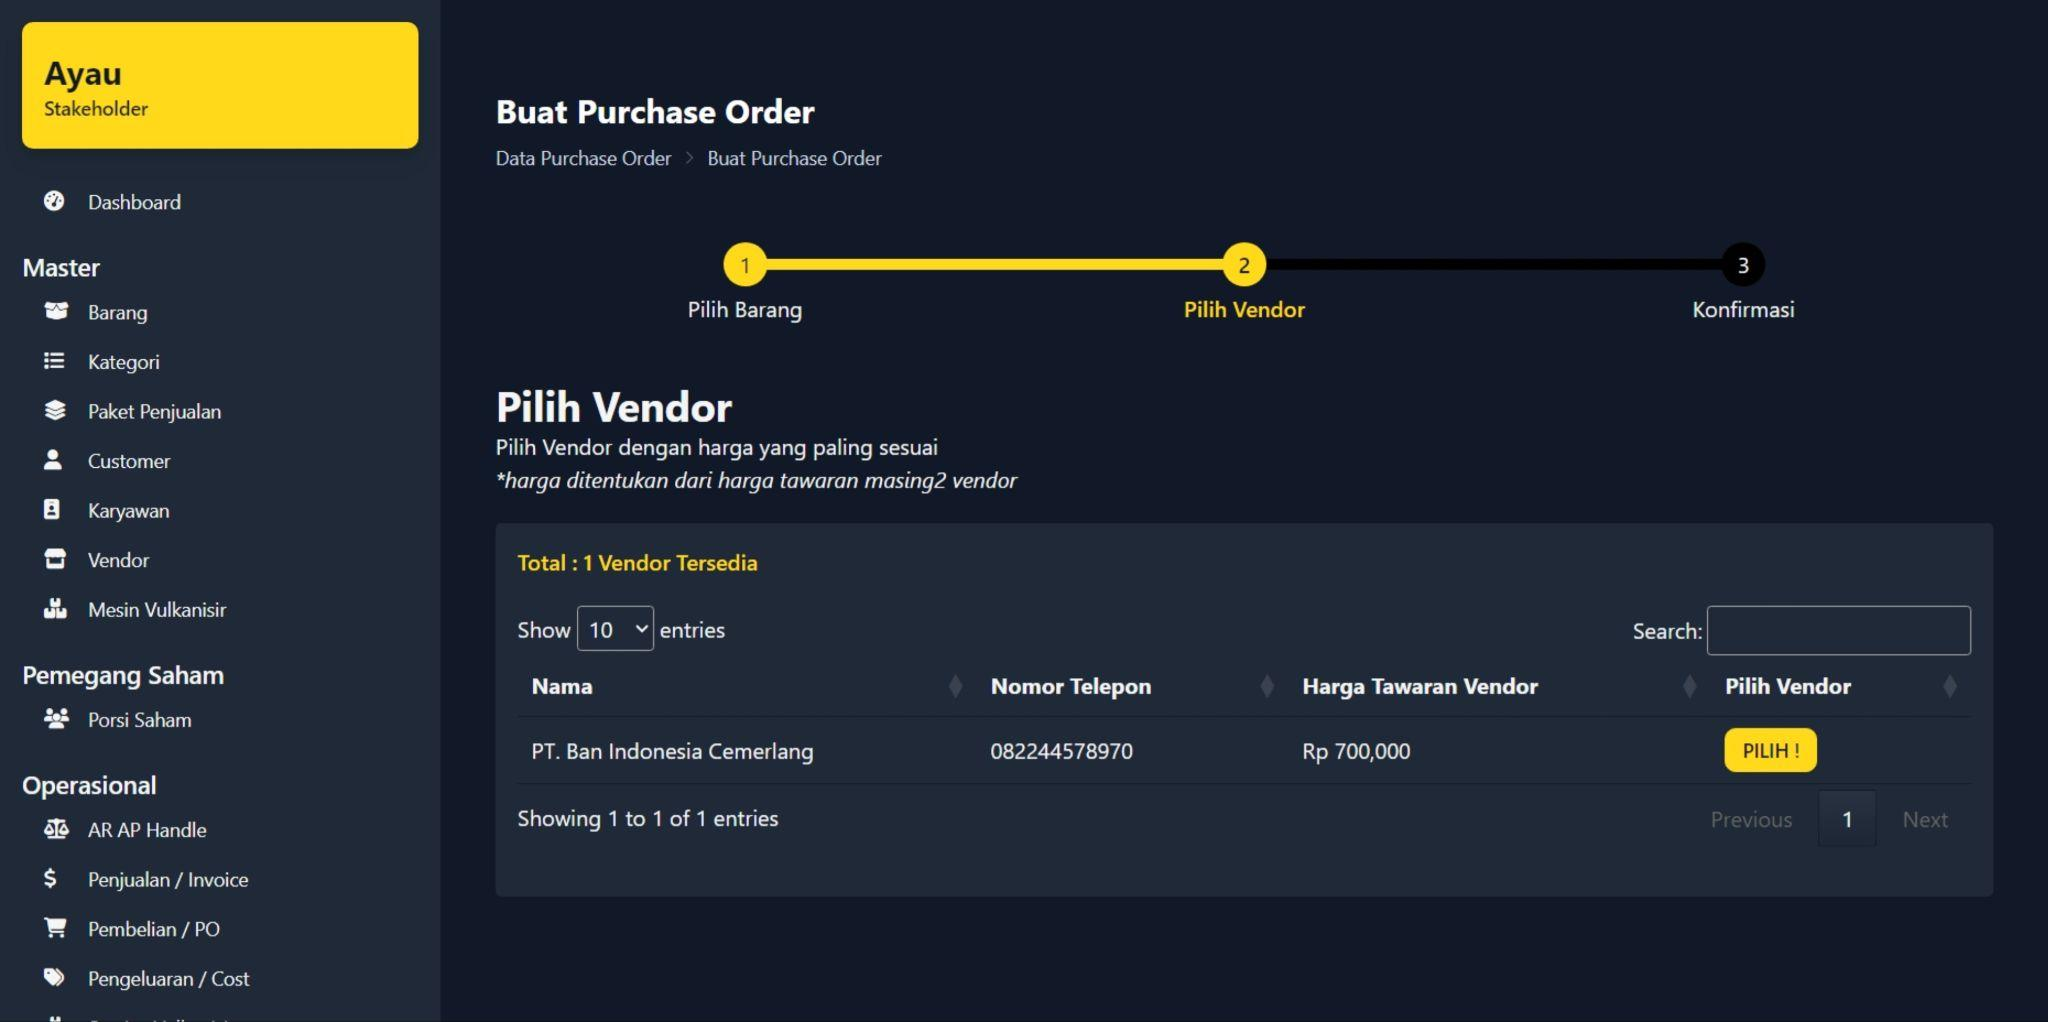 Ayau
Stakeholder
Dashboard
Master
Barang
Kategori
Paket Penjualan
Customer
Karyawan
Vendor
Mesin Vulkanisir
Pemegang Saham
Porsi Saham
Operasional
AR AP Handle
Penjualan / Invoice
Pembelian / PO
Pengeluaran / Cost
Buat Purchase Order
Data Purchase Order > Buat Purchase Order
1 2 3
Pilih Barang Pilih Vendor Konfirmasi
Pilih Vendor
Pilih Vendor dengan harga yang paling sesuai
*harga ditentukan dari harga tawaran masing2 vendor
Total : 1 Vendor Tersedia
Show 10 entries Search:
Nama Nomor Telepon Harga Tawaran Vendor Pilih Vendor
PT. Ban Indonesia Cemerlang 082244578970 Rp 700,000 PILIH !
Showing 1 to 1 of 1 entries Previous 1 Next